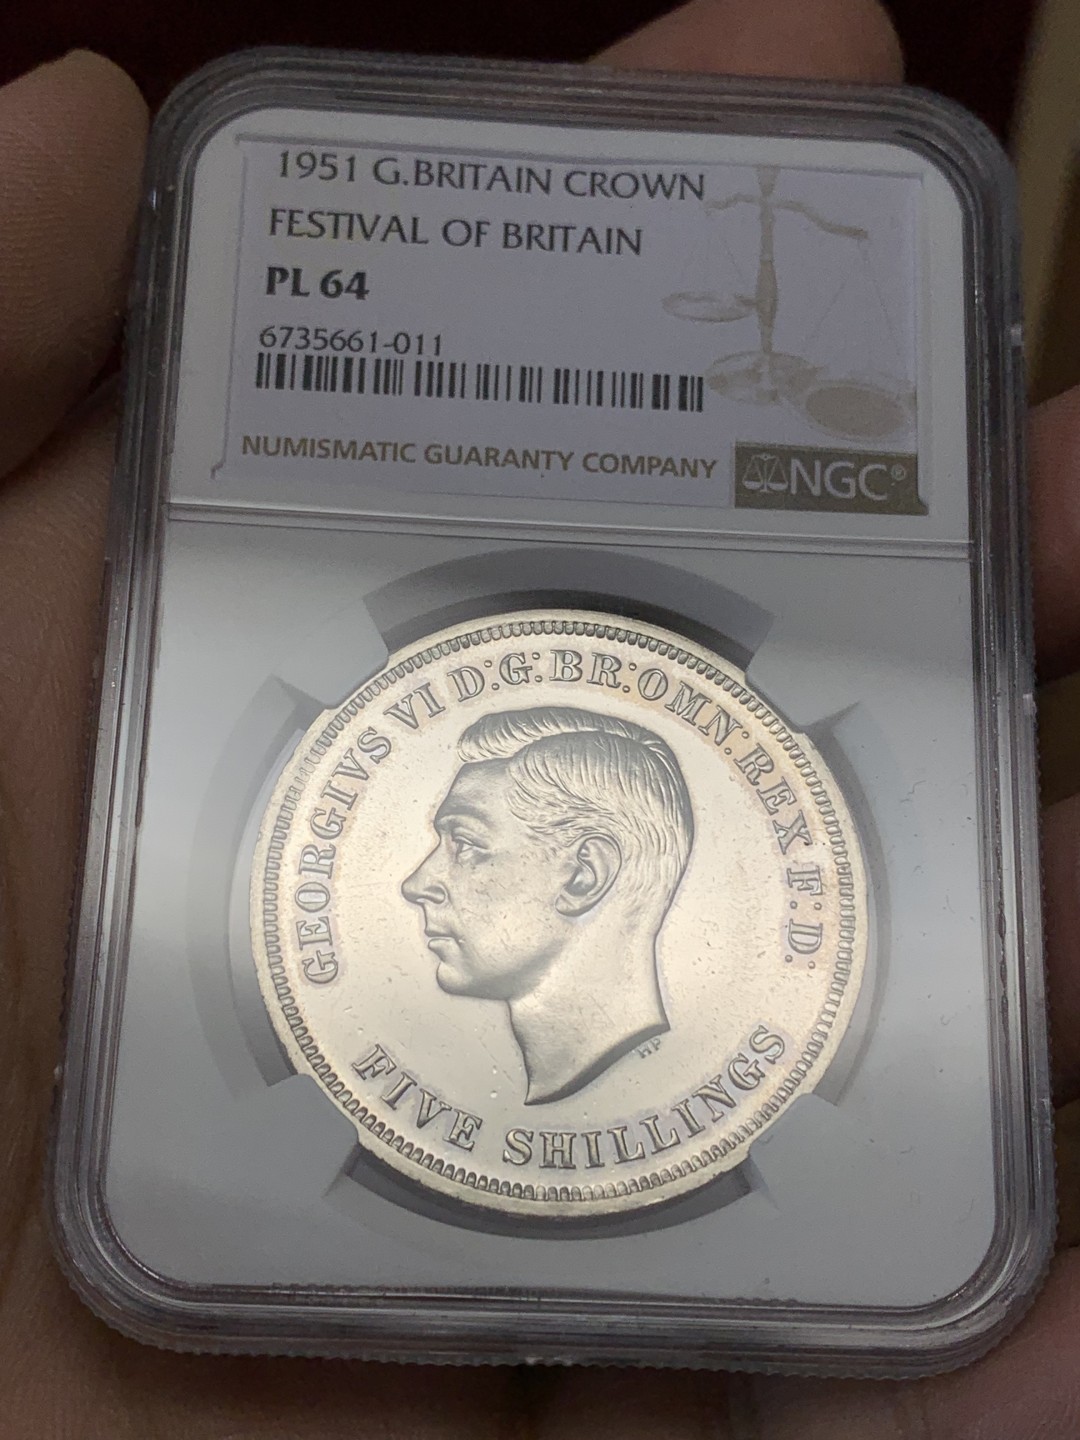 1951 G.BRITAIN CROWN
FESTIVAL OF BRITAIN
PL 64
6735661-011
NUMISMATIC GUARANTY COMPANY
NGC®
GEORGIVS VI D:G:BR:OMN:REX F:D:
HP
FIVE SHILLINGS